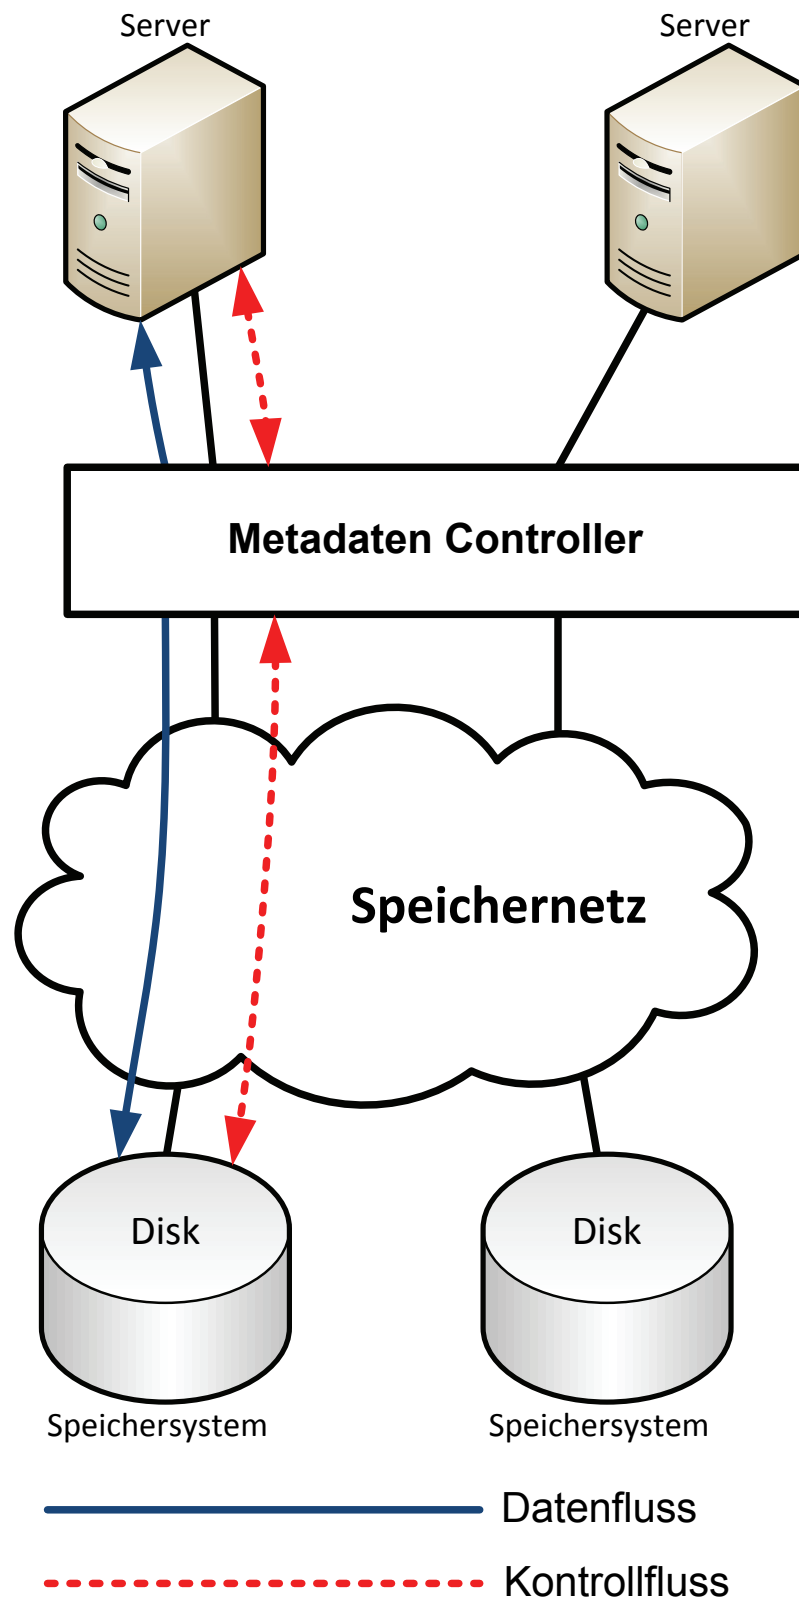 Server
Server
Metadaten Controller
Speichernetz
Disk
Disk
Speichersystem
Speichersystem
Datenfluss
Kontrollfluss